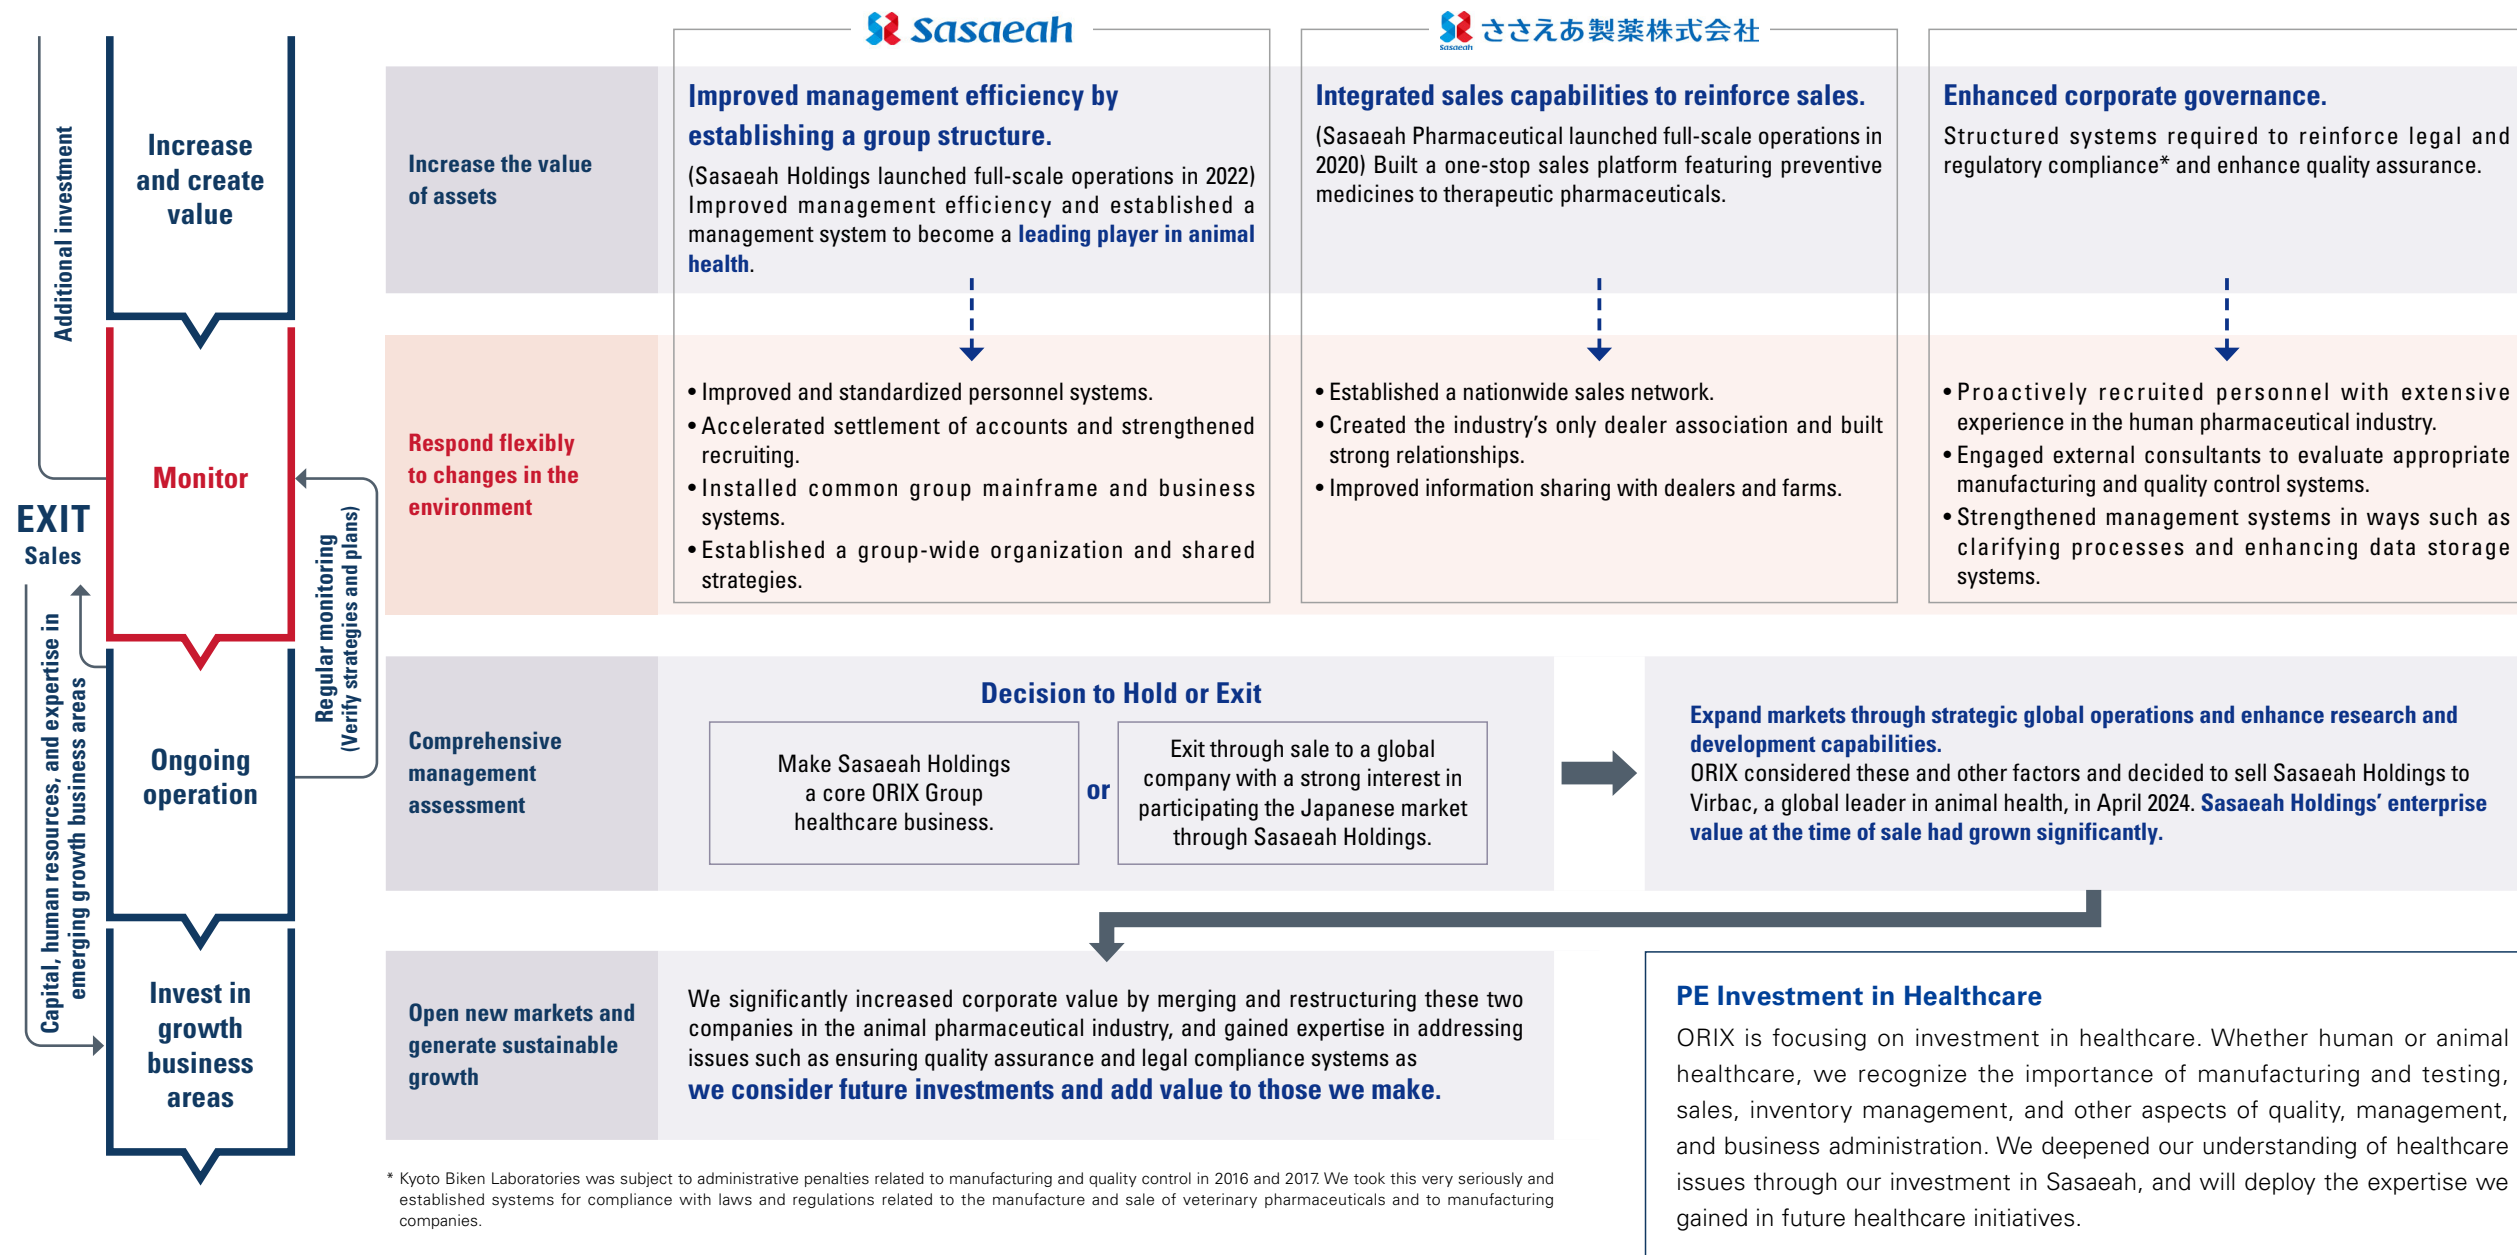 Sasaeah
Sasaeah
ささえあ製薬株式会社
Additional investment
Increase
and create
value
Increase the value
of assets
Improved management efficiency by
establishing a group structure.
(Sasaeah Holdings launched full-scale operations in 2022)
Improved management efficiency and established a
management system to become a leading player in animal
health.
Integrated sales capabilities to reinforce sales.
(Sasaeah Pharmaceutical launched full-scale operations in
2020) Built a one-stop sales platform featuring preventive
medicines to therapeutic pharmaceuticals.
Enhanced corporate governance.
Structured systems required to reinforce legal and
regulatory compliance* and enhance quality assurance.
Monitor
Respond flexibly
to changes in the
environment
• Improved and standardized personnel systems.
• Accelerated settlement of accounts and strengthened
recruiting.
• Installed common group mainframe and business
systems.
• Established a group-wide organization and shared
strategies.
• Established a nationwide sales network.
• Created the industry's only dealer association and built
strong relationships.
• Improved information sharing with dealers and farms.
• Proactively recruited personnel with extensive
experience in the human pharmaceutical industry.
• Engaged external consultants to evaluate appropriate
manufacturing and quality control systems.
• Strengthened management systems in ways such as
clarifying processes and enhancing data storage
systems.
EXIT
Sales
Regular monitoring
(Verify strategies and plans)
Capital, human resources, and expertise in
emerging growth business areas
Ongoing
operation
Comprehensive
management
assessment
Decision to Hold or Exit
Make Sasaeah Holdings
a core ORIX Group
healthcare business.
or
Exit through sale to a global
company with a strong interest in
participating the Japanese market
through Sasaeah Holdings.
Expand markets through strategic global operations and enhance research and
development capabilities.
ORIX considered these and other factors and decided to sell Sasaeah Holdings to
Virbac, a global leader in animal health, in April 2024. Sasaeah Holdings' enterprise
value at the time of sale had grown significantly.
Invest in
growth
business
areas
Open new markets and
generate sustainable
growth
We significantly increased corporate value by merging and restructuring these two
companies in the animal pharmaceutical industry, and gained expertise in addressing
issues such as ensuring quality assurance and legal compliance systems as
we consider future investments and add value to those we make.
PE Investment in Healthcare
ORIX is focusing on investment in healthcare. Whether human or animal
healthcare, we recognize the importance of manufacturing and testing,
sales, inventory management, and other aspects of quality, management,
and business administration. We deepened our understanding of healthcare
issues through our investment in Sasaeah, and will deploy the expertise we
gained in future healthcare initiatives.
* Kyoto Biken Laboratories was subject to administrative penalties related to manufacturing and quality control in 2016 and 2017. We took this very seriously and
established systems for compliance with laws and regulations related to the manufacture and sale of veterinary pharmaceuticals and to manufacturing
companies.